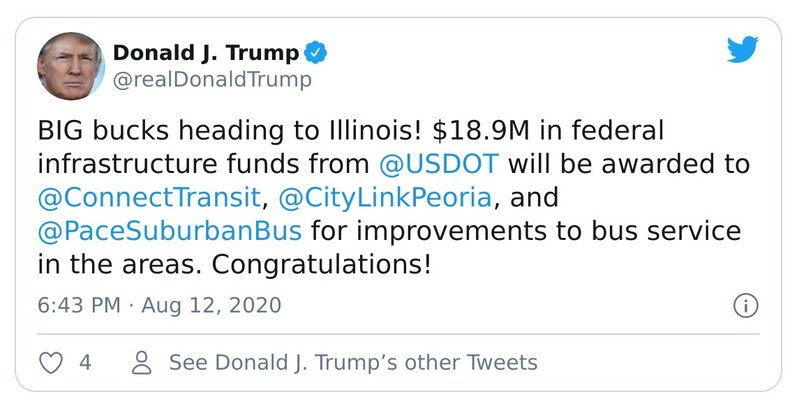 Donald J. Trump
@realDonaldTrump
BIG bucks heading to Illinois! $18.9M in federal
infrastructure funds from @USDOT will be awarded to
@ConnectTransit, @CityLinkPeoria, and
@PaceSuburbanBus for improvements to bus service
in the areas. Congratulations!
6:43 PM · Aug 12, 2020
4 See Donald J. Trump’s other Tweets